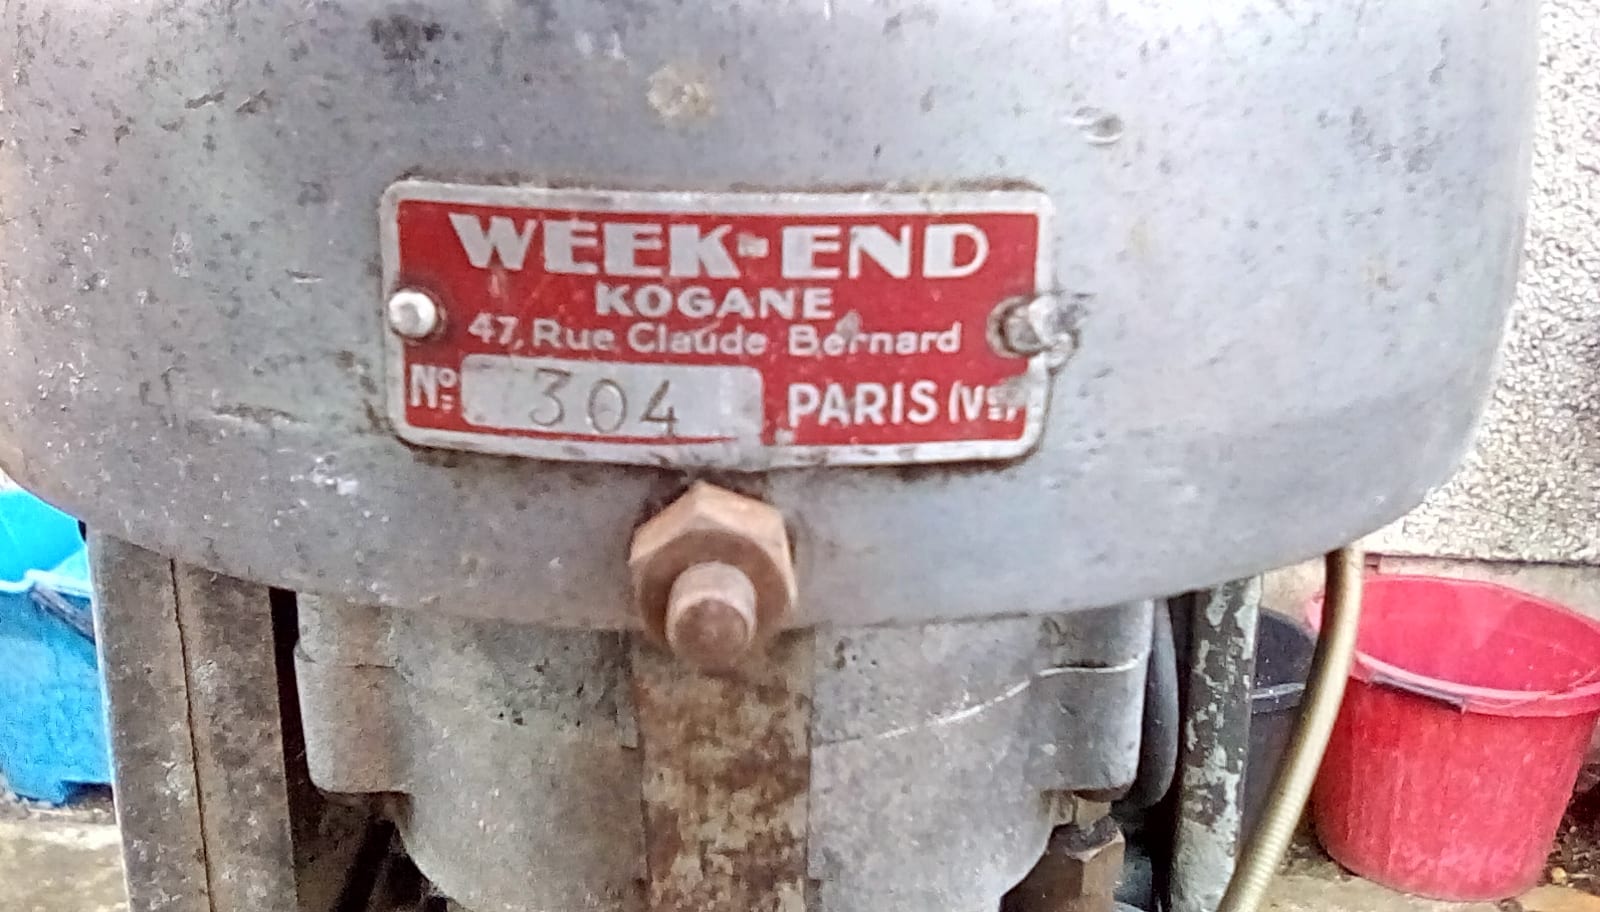 WEEK-END
KOGANE
47, Rue Claude Bernard
Nº 304 PARIS (Vᵉ)